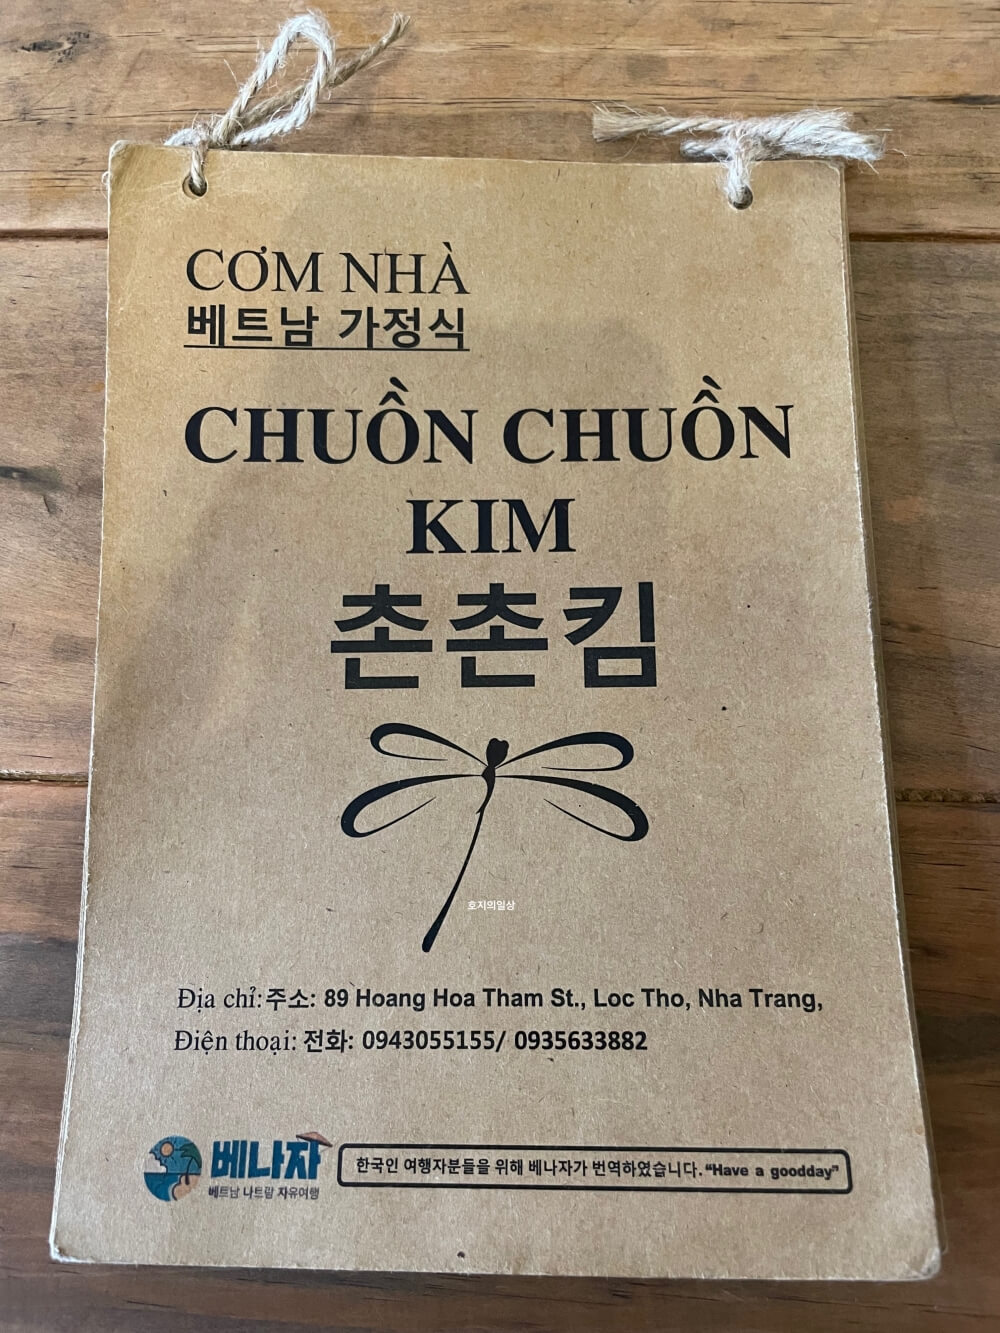 CƠM NHÀ
베트남 가정식
CHUỒN CHUỒN
KIM
촌촌킴
호지의일상
Địa chỉ: 주소: 89 Hoang Hoa Tham St., Loc Tho, Nha Trang,
Điện thoại: 전화: 0943055155/ 0935633882
베나자
베트남 나트랑 자유여행
한국인 여행자분들을 위해 베나자가 번역하였습니다. “Have a goodday”